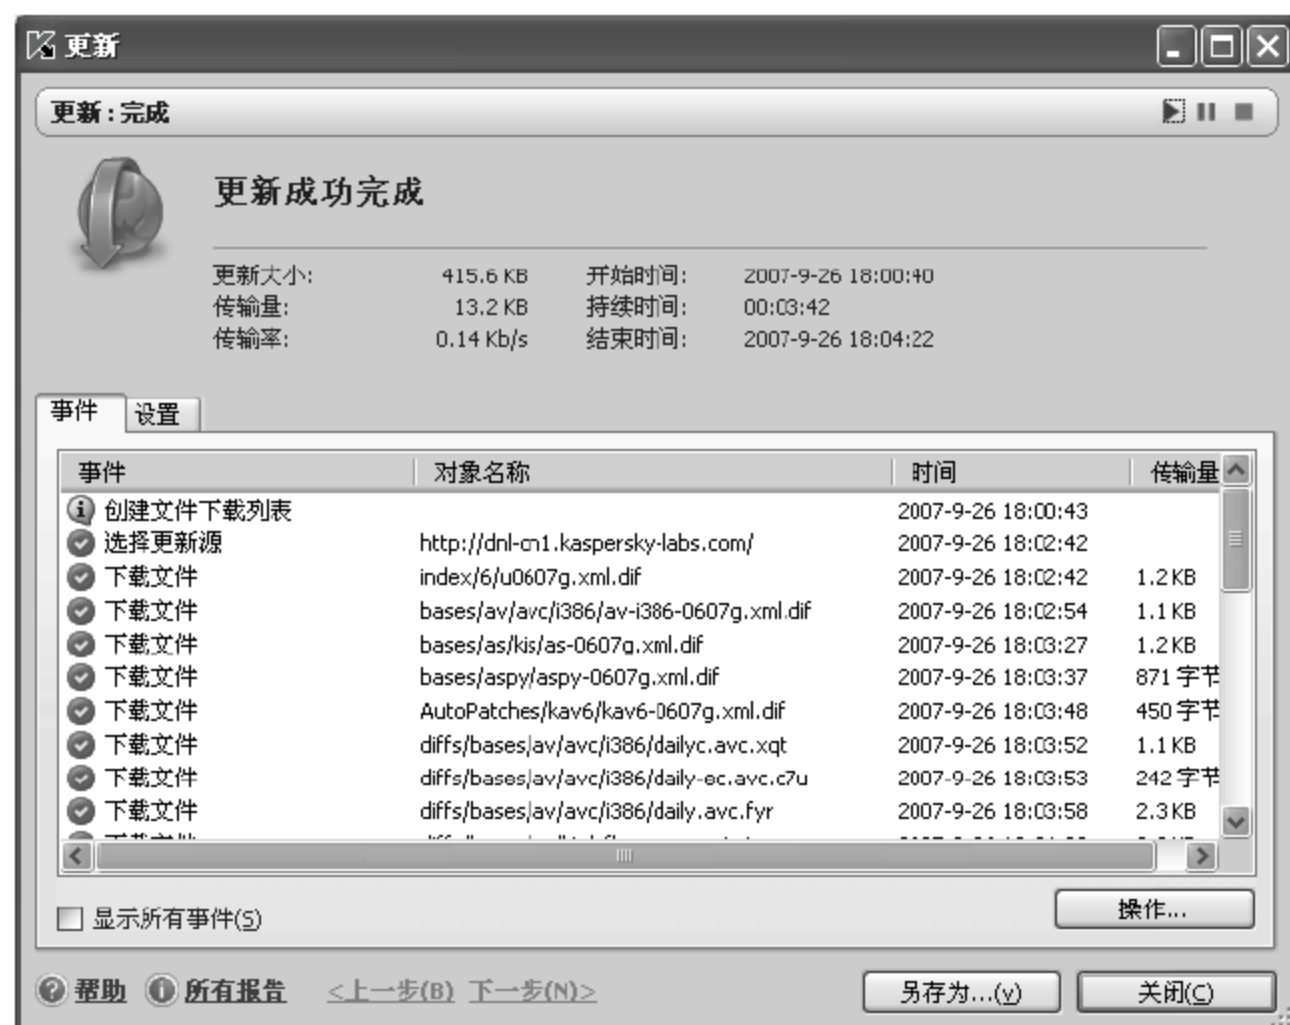 更新
更新 : 完成
更新成功完成
更新大小: 415.6 KB 开始时间: 2007-9-26 18:00:40
传输量: 13.2 KB 持续时间: 00:03:42
传输率: 0.14 Kb/s 结束时间: 2007-9-26 18:04:22
事件 设置
事件 对象名称 时间 传输量
创建文件下载列表 2007-9-26 18:00:43
选择更新源 http://dnl-cn1.kaspersky-labs.com/ 2007-9-26 18:02:42
下载文件 index/6/u0607g.xml.dif 2007-9-26 18:02:42 1.2 KB
下载文件 bases/av/avc/i386/av-i386-0607g.xml.dif 2007-9-26 18:02:54 1.1 KB
下载文件 bases/as/kis/as-0607g.xml.dif 2007-9-26 18:03:27 1.2 KB
下载文件 bases/aspy/aspy-0607g.xml.dif 2007-9-26 18:03:37 871 字节
下载文件 AutoPatches/kav6/kav6-0607g.xml.dif 2007-9-26 18:03:48 450 字节
下载文件 diffs/bases/av/avc/i386/dailyc.avc.xqt 2007-9-26 18:03:52 1.1 KB
下载文件 diffs/bases/av/avc/i386/daily-ec.avc.c7u 2007-9-26 18:03:53 242 字节
下载文件 diffs/bases/av/avc/i386/daily.avc.fyr 2007-9-26 18:03:58 2.3 KB
显示所有事件(S) 操作...
帮助 所有报告 <上一步(B) 下一步(N)> 另存为...(v) 关闭(C)